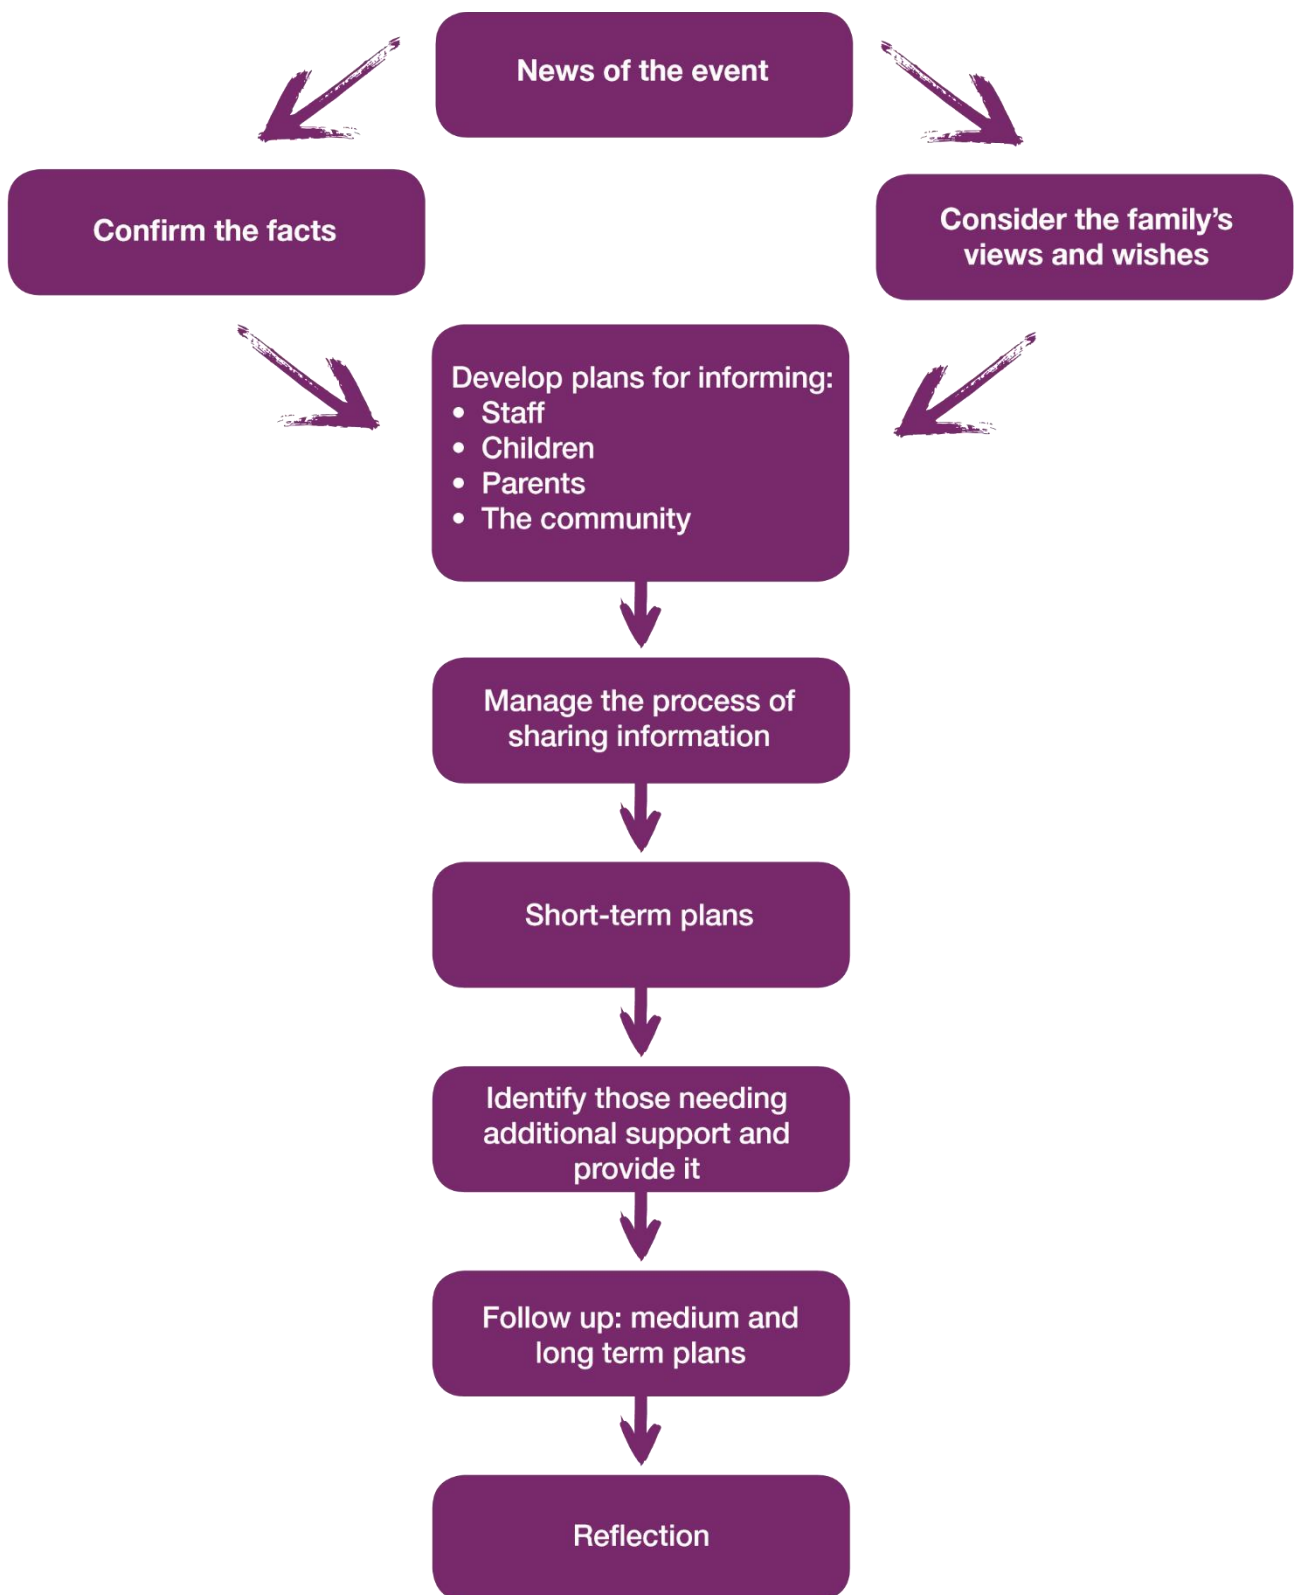 News of the event
Confirm the facts
Consider the family’s
views and wishes
Develop plans for informing:
• Staff
• Children
• Parents
• The community
Manage the process of
sharing information
Short-term plans
Identify those needing
additional support and
provide it
Follow up: medium and
long term plans
Reflection